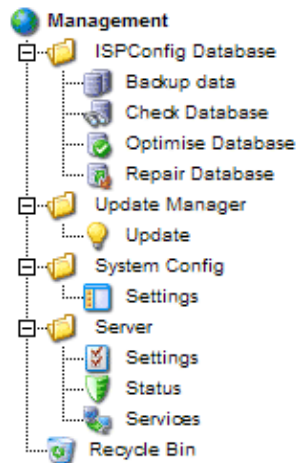 Management
ISPConfig Database
Backup data
Check Database
Optimise Database
Repair Database
Update Manager
Update
System Config
Settings
Server
Settings
Status
Services
Recycle Bin